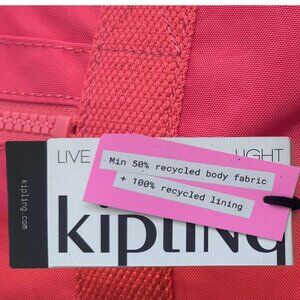 LIVE LIGHT
Min 50% recycled body fabric
+ 100% recycled lining
kipling
kipling.com